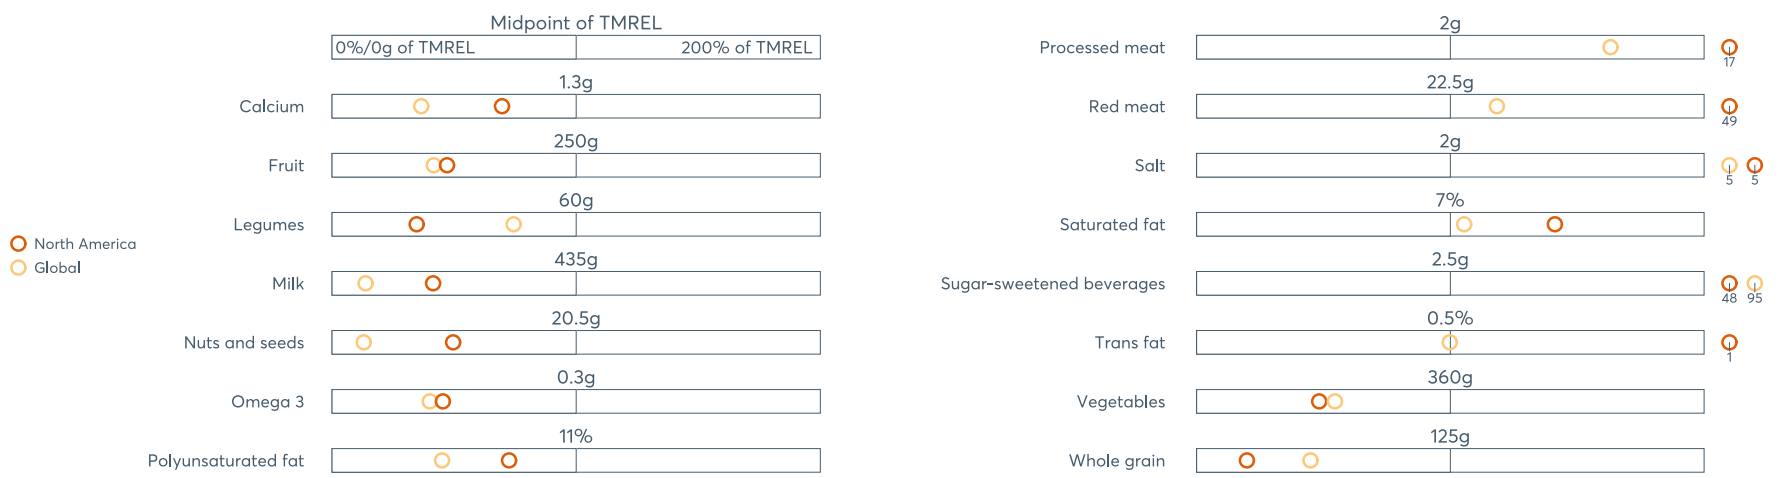 Midpoint of TMREL
0%/0g of TMREL 200% of TMREL
1.3g
Calcium
250g
Fruit
60g
Legumes
North America
Global
435g
Milk
20.5g
Nuts and seeds
0.3g
Omega 3
11%
Polyunsaturated fat
2g
Processed meat
17
22.5g
Red meat
49
2g
Salt
5 5
7%
Saturated fat
2.5g
Sugar-sweetened beverages
48 95
0.5%
Trans fat
1
360g
Vegetables
125g
Whole grain